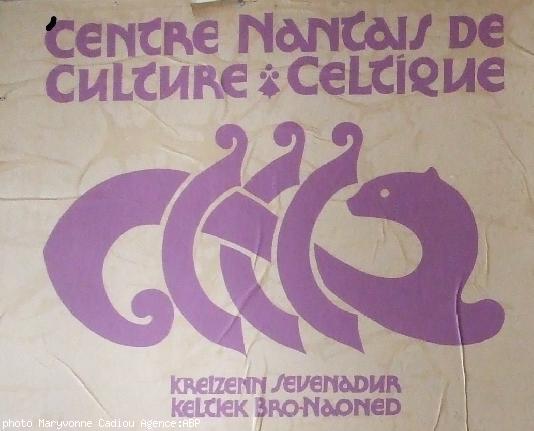 Centre Nantais de
Culture Celtique
Kreizenn Sevenadur
Keltiek Bro-Naoned
photo Maryvonne Cadiou Agence:ABP